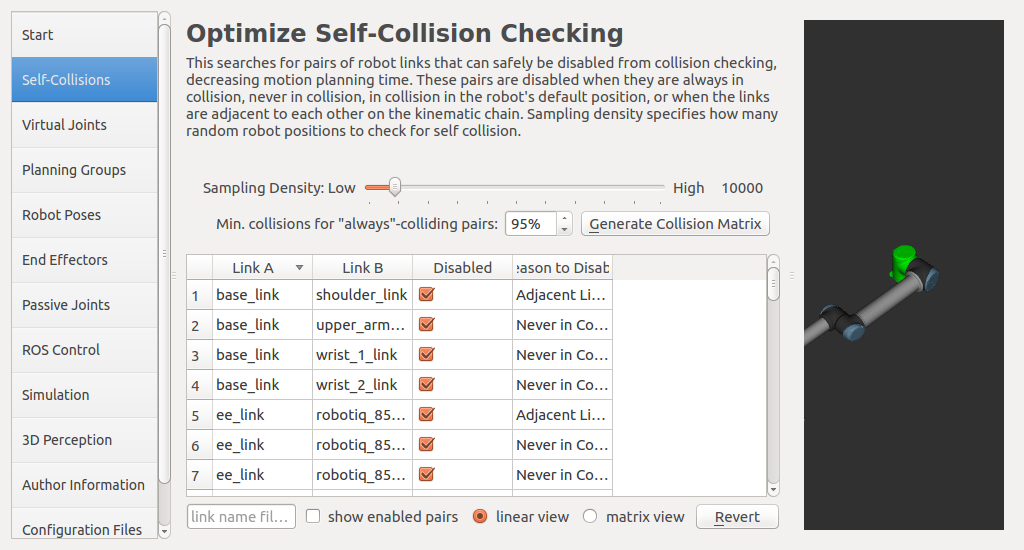 Start
Self-Collisions
Virtual Joints
Planning Groups
Robot Poses
End Effectors
Passive Joints
ROS Control
Simulation
3D Perception
Author Information
Configuration Files
Optimize Self-Collision Checking
This searches for pairs of robot links that can safely be disabled from collision checking,
decreasing motion planning time. These pairs are disabled when they are always in
collision, never in collision, in collision in the robot's default position, or when the links
are adjacent to each other on the kinematic chain. Sampling density specifies how many
random robot positions to check for self collision.
Sampling Density: Low High 10000
Min. collisions for "always"-colliding pairs: 95% Generate Collision Matrix
Link A Link B Disabled eason to Disab
1 base_link shoulder_link Adjacent Li...
2 base_link upper_arm... Never in Co...
3 base_link wrist_1_link Never in Co...
4 base_link wrist_2_link Never in Co...
5 ee_link robotiq_85... Adjacent Li...
6 ee_link robotiq_85... Never in Co...
7 ee_link robotiq_85... Never in Co...
link name fil... show enabled pairs linear view matrix view Revert